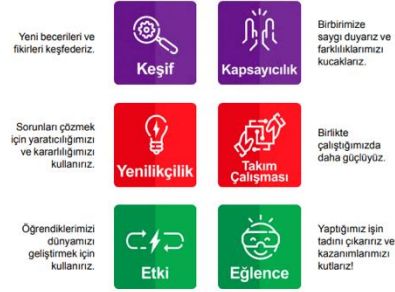 Yeni becerileri ve
fikirleri keşfederiz.
Keşif
Kapsayıcılık
Birbirimize
saygı duyarız ve
farklılıklarımızı
kucaklarız.
Sorunları çözmek
için yaratıcılığımızı
ve kararlılığımızı
kullanırız.
Yenilikçilik
Takım
Çalışması
Birlikte
çalıştığımızda
daha güçlüyüz.
Öğrendiklerimizi
dünyamızı
geliştirmek için
kullanırız.
Etki
Eğlence
Yaptığımız işin
tadını çıkarırız ve
kazanımlarımızı
kutlarız!